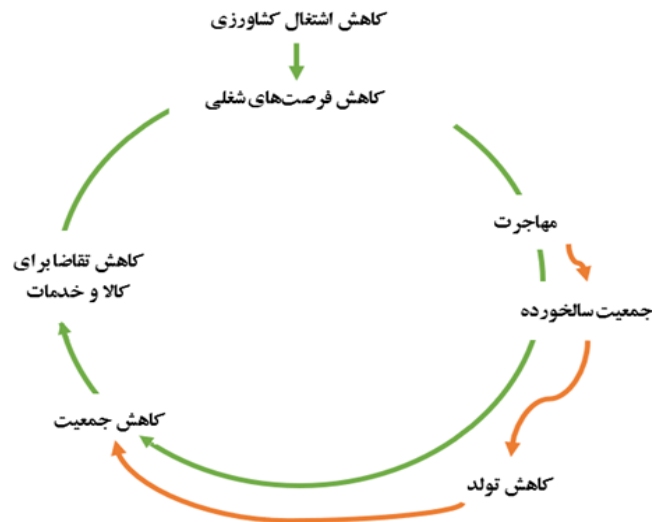 کاهش اشتغال کشاورزی
کاهش فرصت‌های شغلی
مهاجرت
جمعیت سالخورده
کاهش تولد
کاهش جمعیت
کاهش تقاضا برای
کالا و خدمات